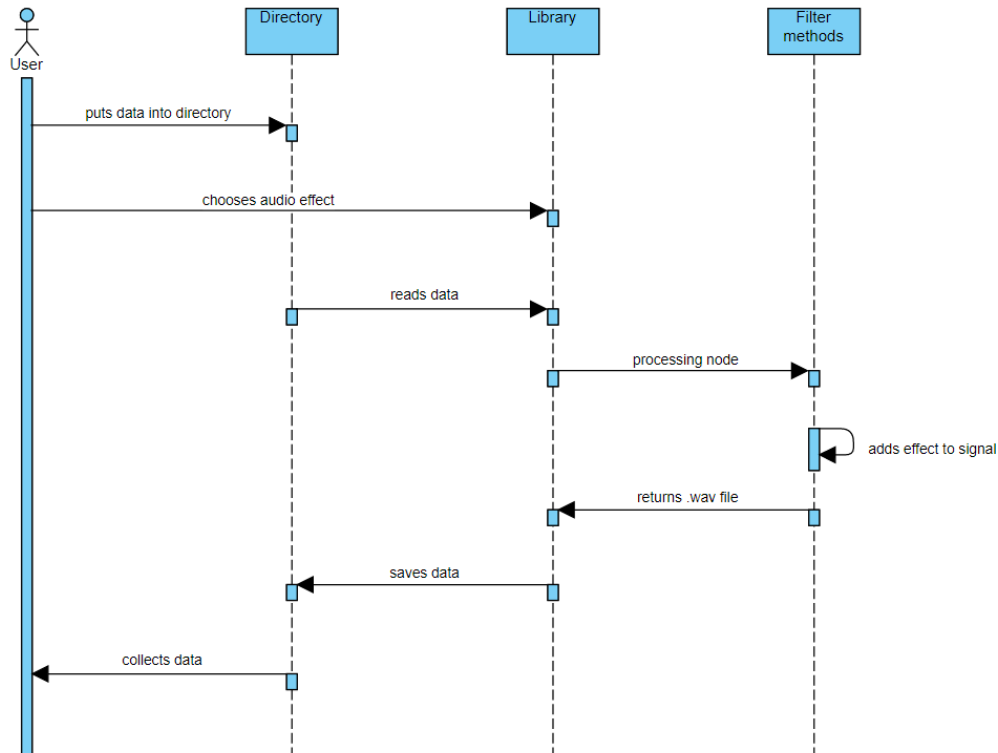 Directory
Library
Filter
methods
User
puts data into directory
chooses audio effect
reads data
processing node
adds effect to signal
returns .wav file
saves data
collects data